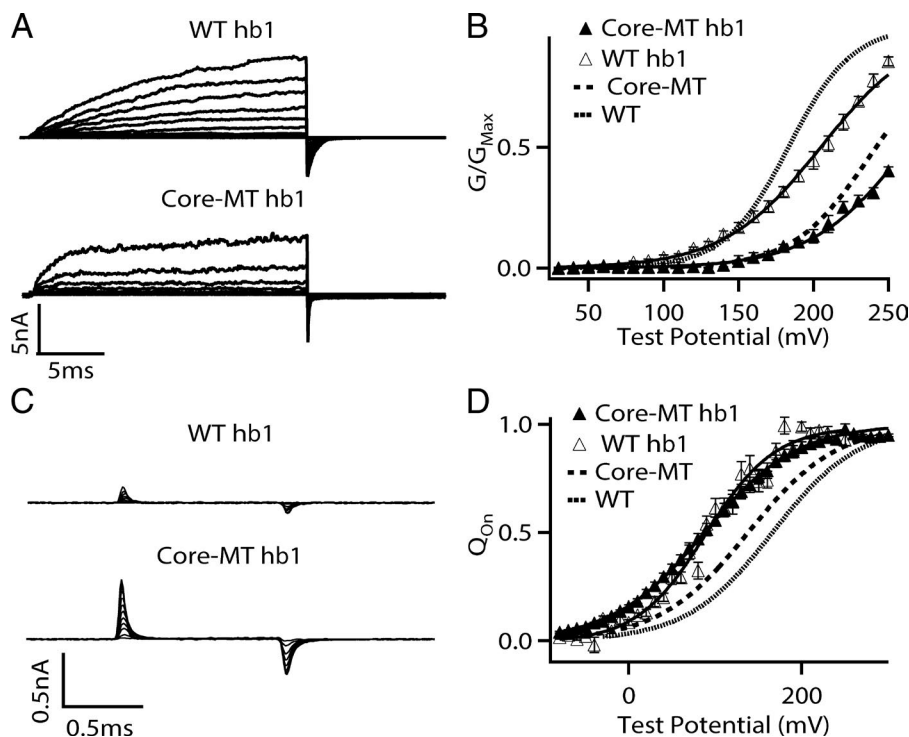 A
WT hb1
Core-MT hb1
5nA
5ms
B
Core-MT hb1
WT hb1
Core-MT
WT
G/GMax
0.5
0.0
50 100 150 200 250
Test Potential (mV)
C
WT hb1
Core-MT hb1
0.5nA
0.5ms
D
Core-MT hb1
WT hb1
Core-MT
WT
QOn
1.0
0.5
0.0
0 200
Test Potential (mV)